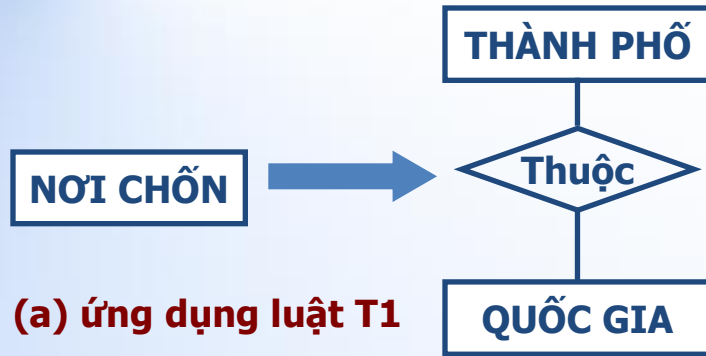 THÀNH PHỐ
NƠI CHỐN
Thuộc
(a) ứng dụng luật T1
QUỐC GIA